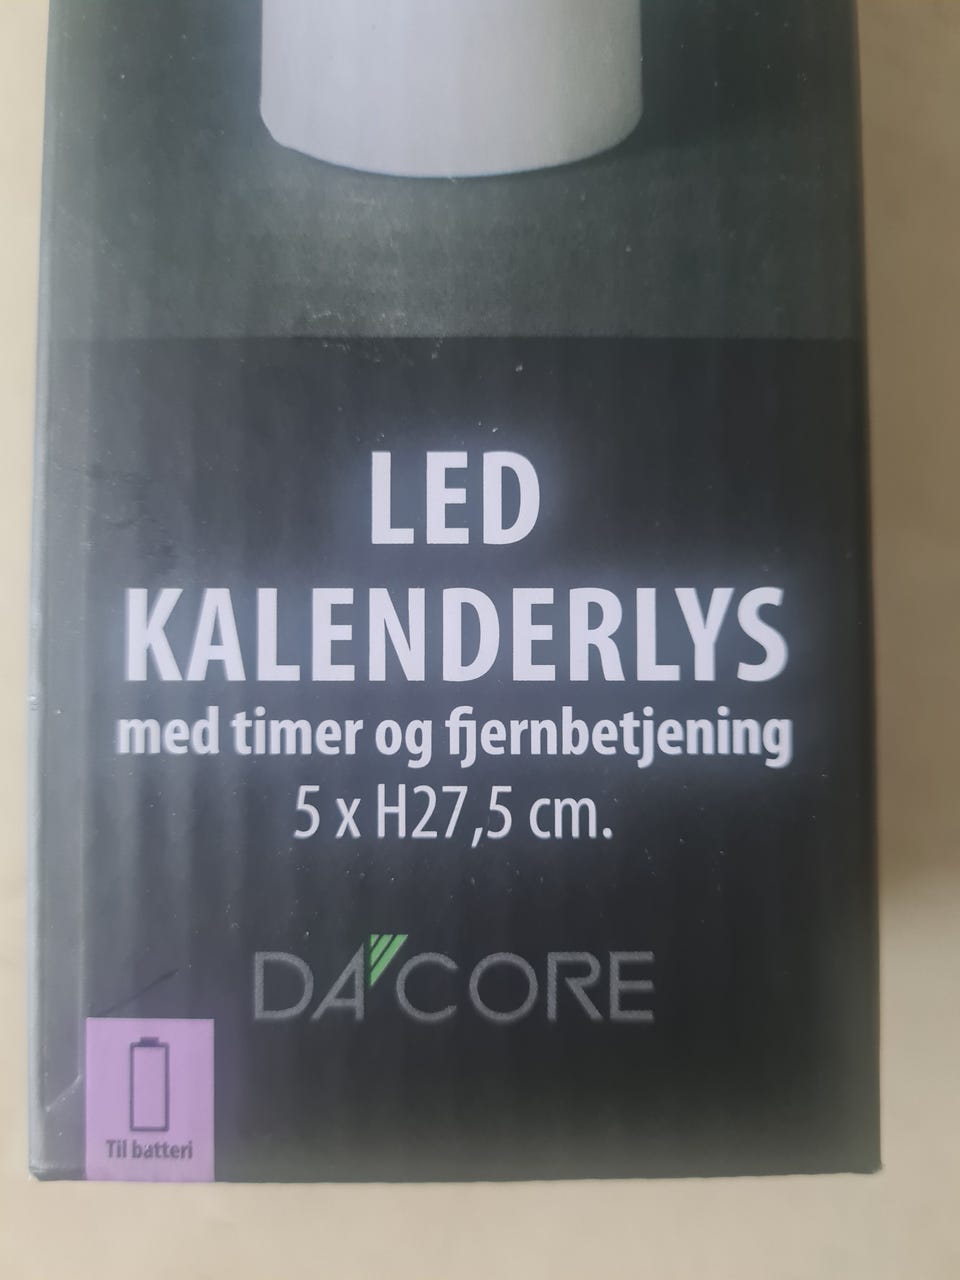 LED
KALENDERLYS
med timer og fjernbetjening
5 x H27,5 cm.
DA'CORE
Til batteri